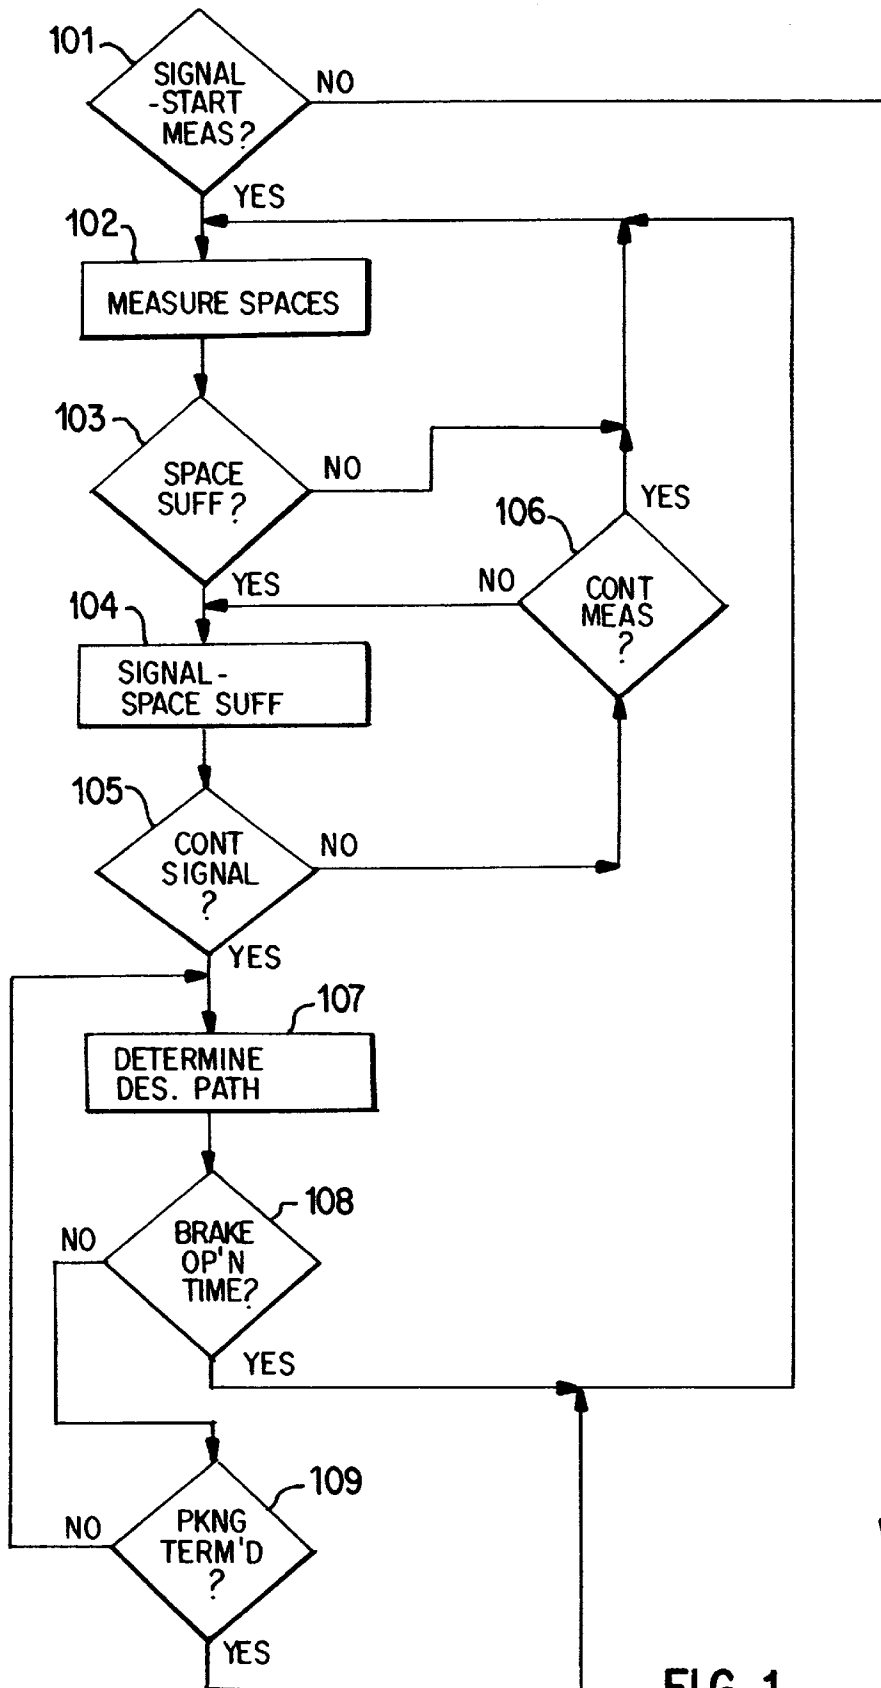 101
SIGNAL
-START
MEAS?
NO
YES
102
MEASURE SPACES
103
SPACE
SUFF?
NO
YES
106
YES
NO
CONT
MEAS
?
104
SIGNAL-
SPACE SUFF
105
CONT
SIGNAL
?
NO
YES
107
DETERMINE
DES. PATH
108
NO
BRAKE
OP'N
TIME?
YES
109
NO
PKNG
TERM'D
?
YES
FIG. 1